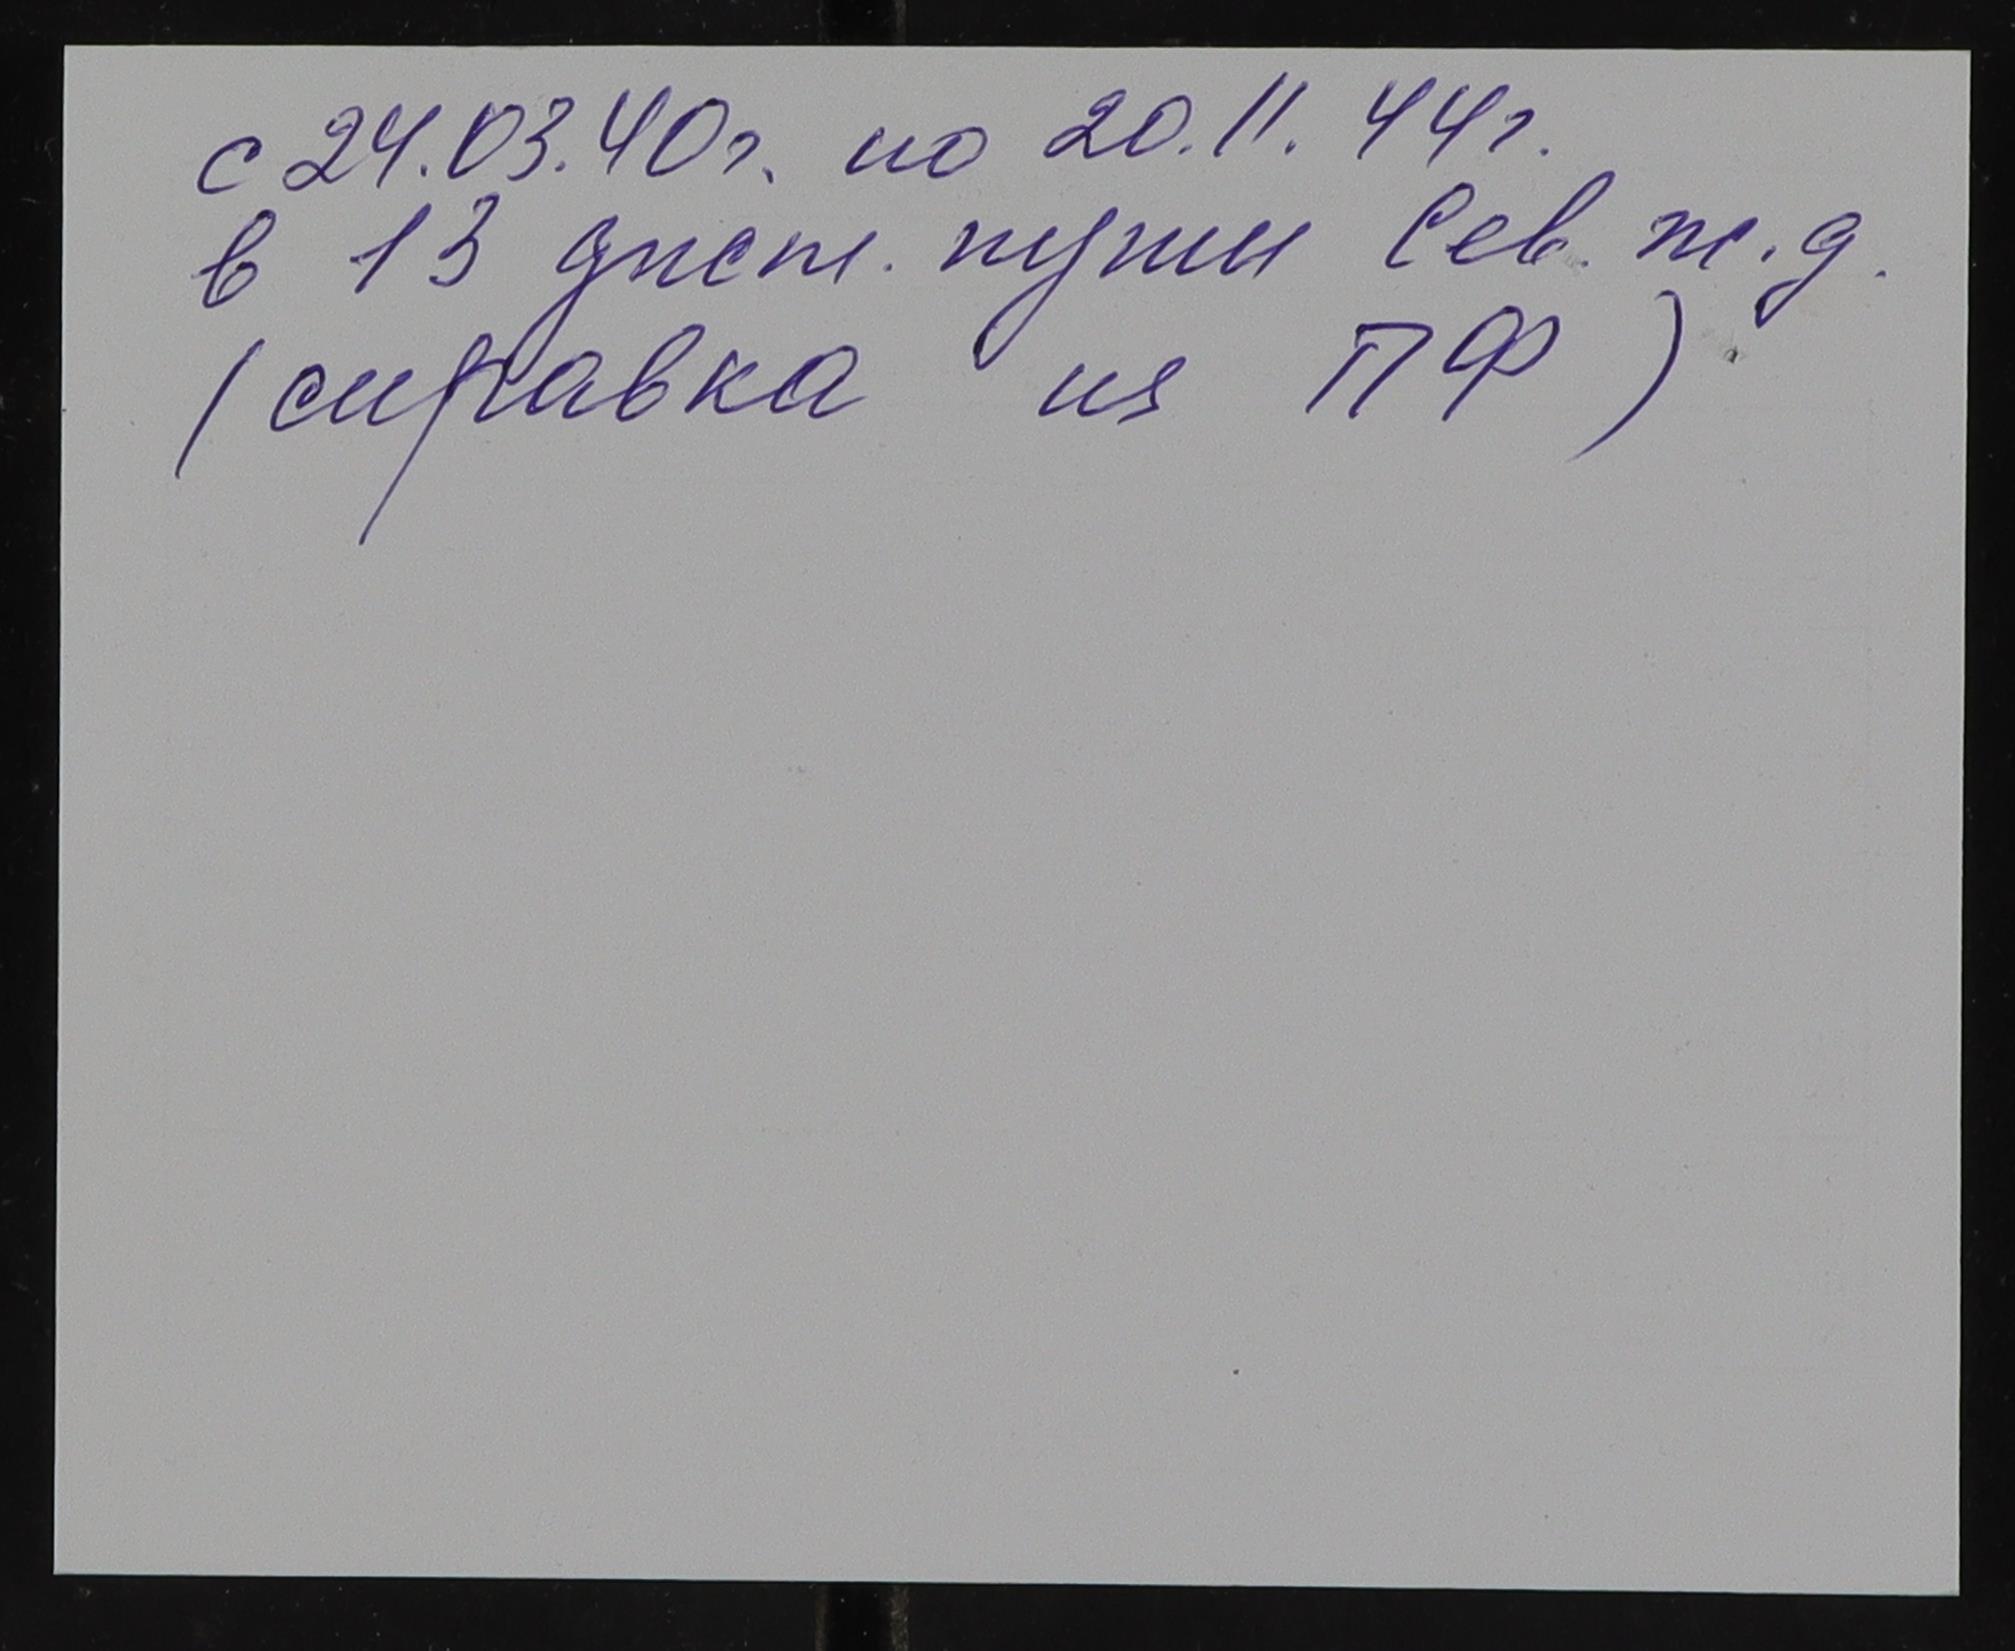 с 24.03.40г. по 20.11.44г.
в 13 дист. пути Сев. ж.д.
(справка из ПФ)